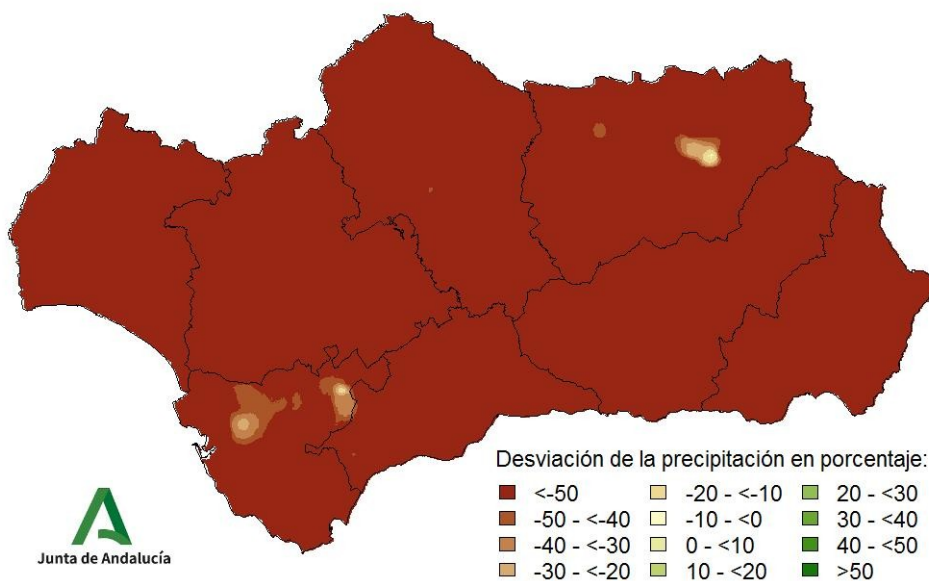 Desviación de la precipitación en porcentaje:
<-50 -20 - <-10 20 - <30
-50 - <-40 -10 - <0 30 - <40
-40 - <-30 0 - <10 40 - <50
-30 - <-20 10 - <20 >50
Junta de Andalucía